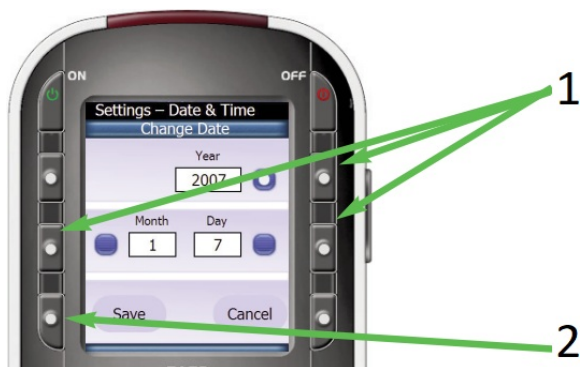 ON OFF
Settings – Date & Time
Change Date
Year
2007
Month Day
1 7
Save Cancel
1
2